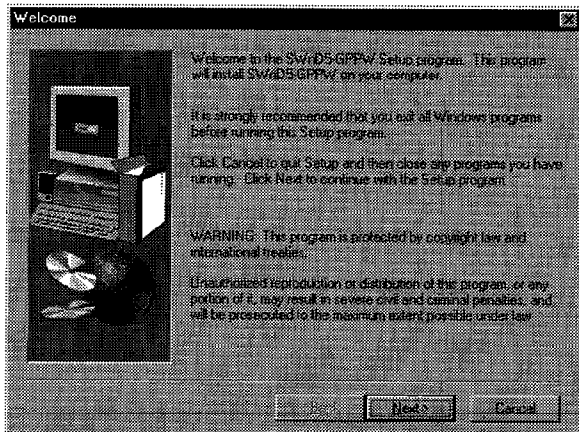 Welcome
Welcome to the SWnD5-GPPW Setup program. This program
will install SWnD5-GPPW on your computer.
It is strongly recommended that you exit all Windows programs
before running this Setup program.
Click Cancel to quit Setup and then close any programs you have
running. Click Next to continue with the Setup program.
WARNING: This program is protected by copyright law and
international treaties.
Unauthorized reproduction or distribution of this program, or any
portion of it, may result in severe civil and criminal penalties, and
will be prosecuted to the maximum extent possible under law.
Next >
Cancel